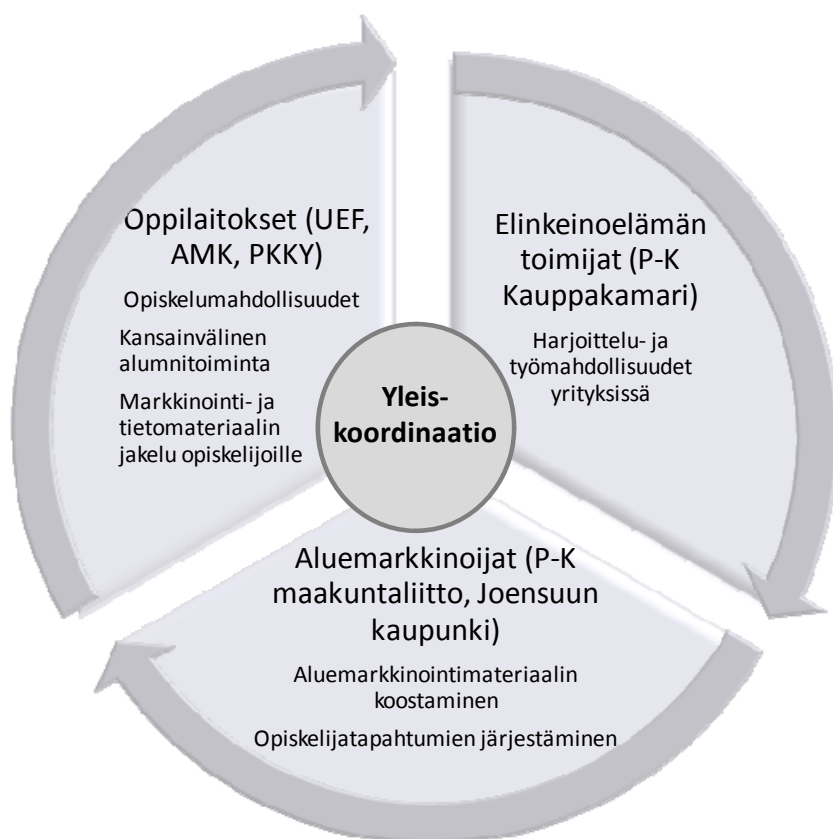 Oppilaitokset (UEF,
AMK, PKKY)
Opiskelumahdollisuudet
Kansainvälinen
alumnitoiminta
Markkinointi- ja
tietomateriaalin
jakelu opiskelijoille
Elinkeinoelämän
toimijat (P-K
Kauppakamari)
Harjoittelu- ja
työmahdollisuudet
yrityksissä
Yleis-
koordinaatio
Aluemarkkinoijat (P-K
maakuntaliitto, Joensuun
kaupunki)
Aluemarkkinointimateriaalin
koostaminen
Opiskelijatapahtumien järjestäminen